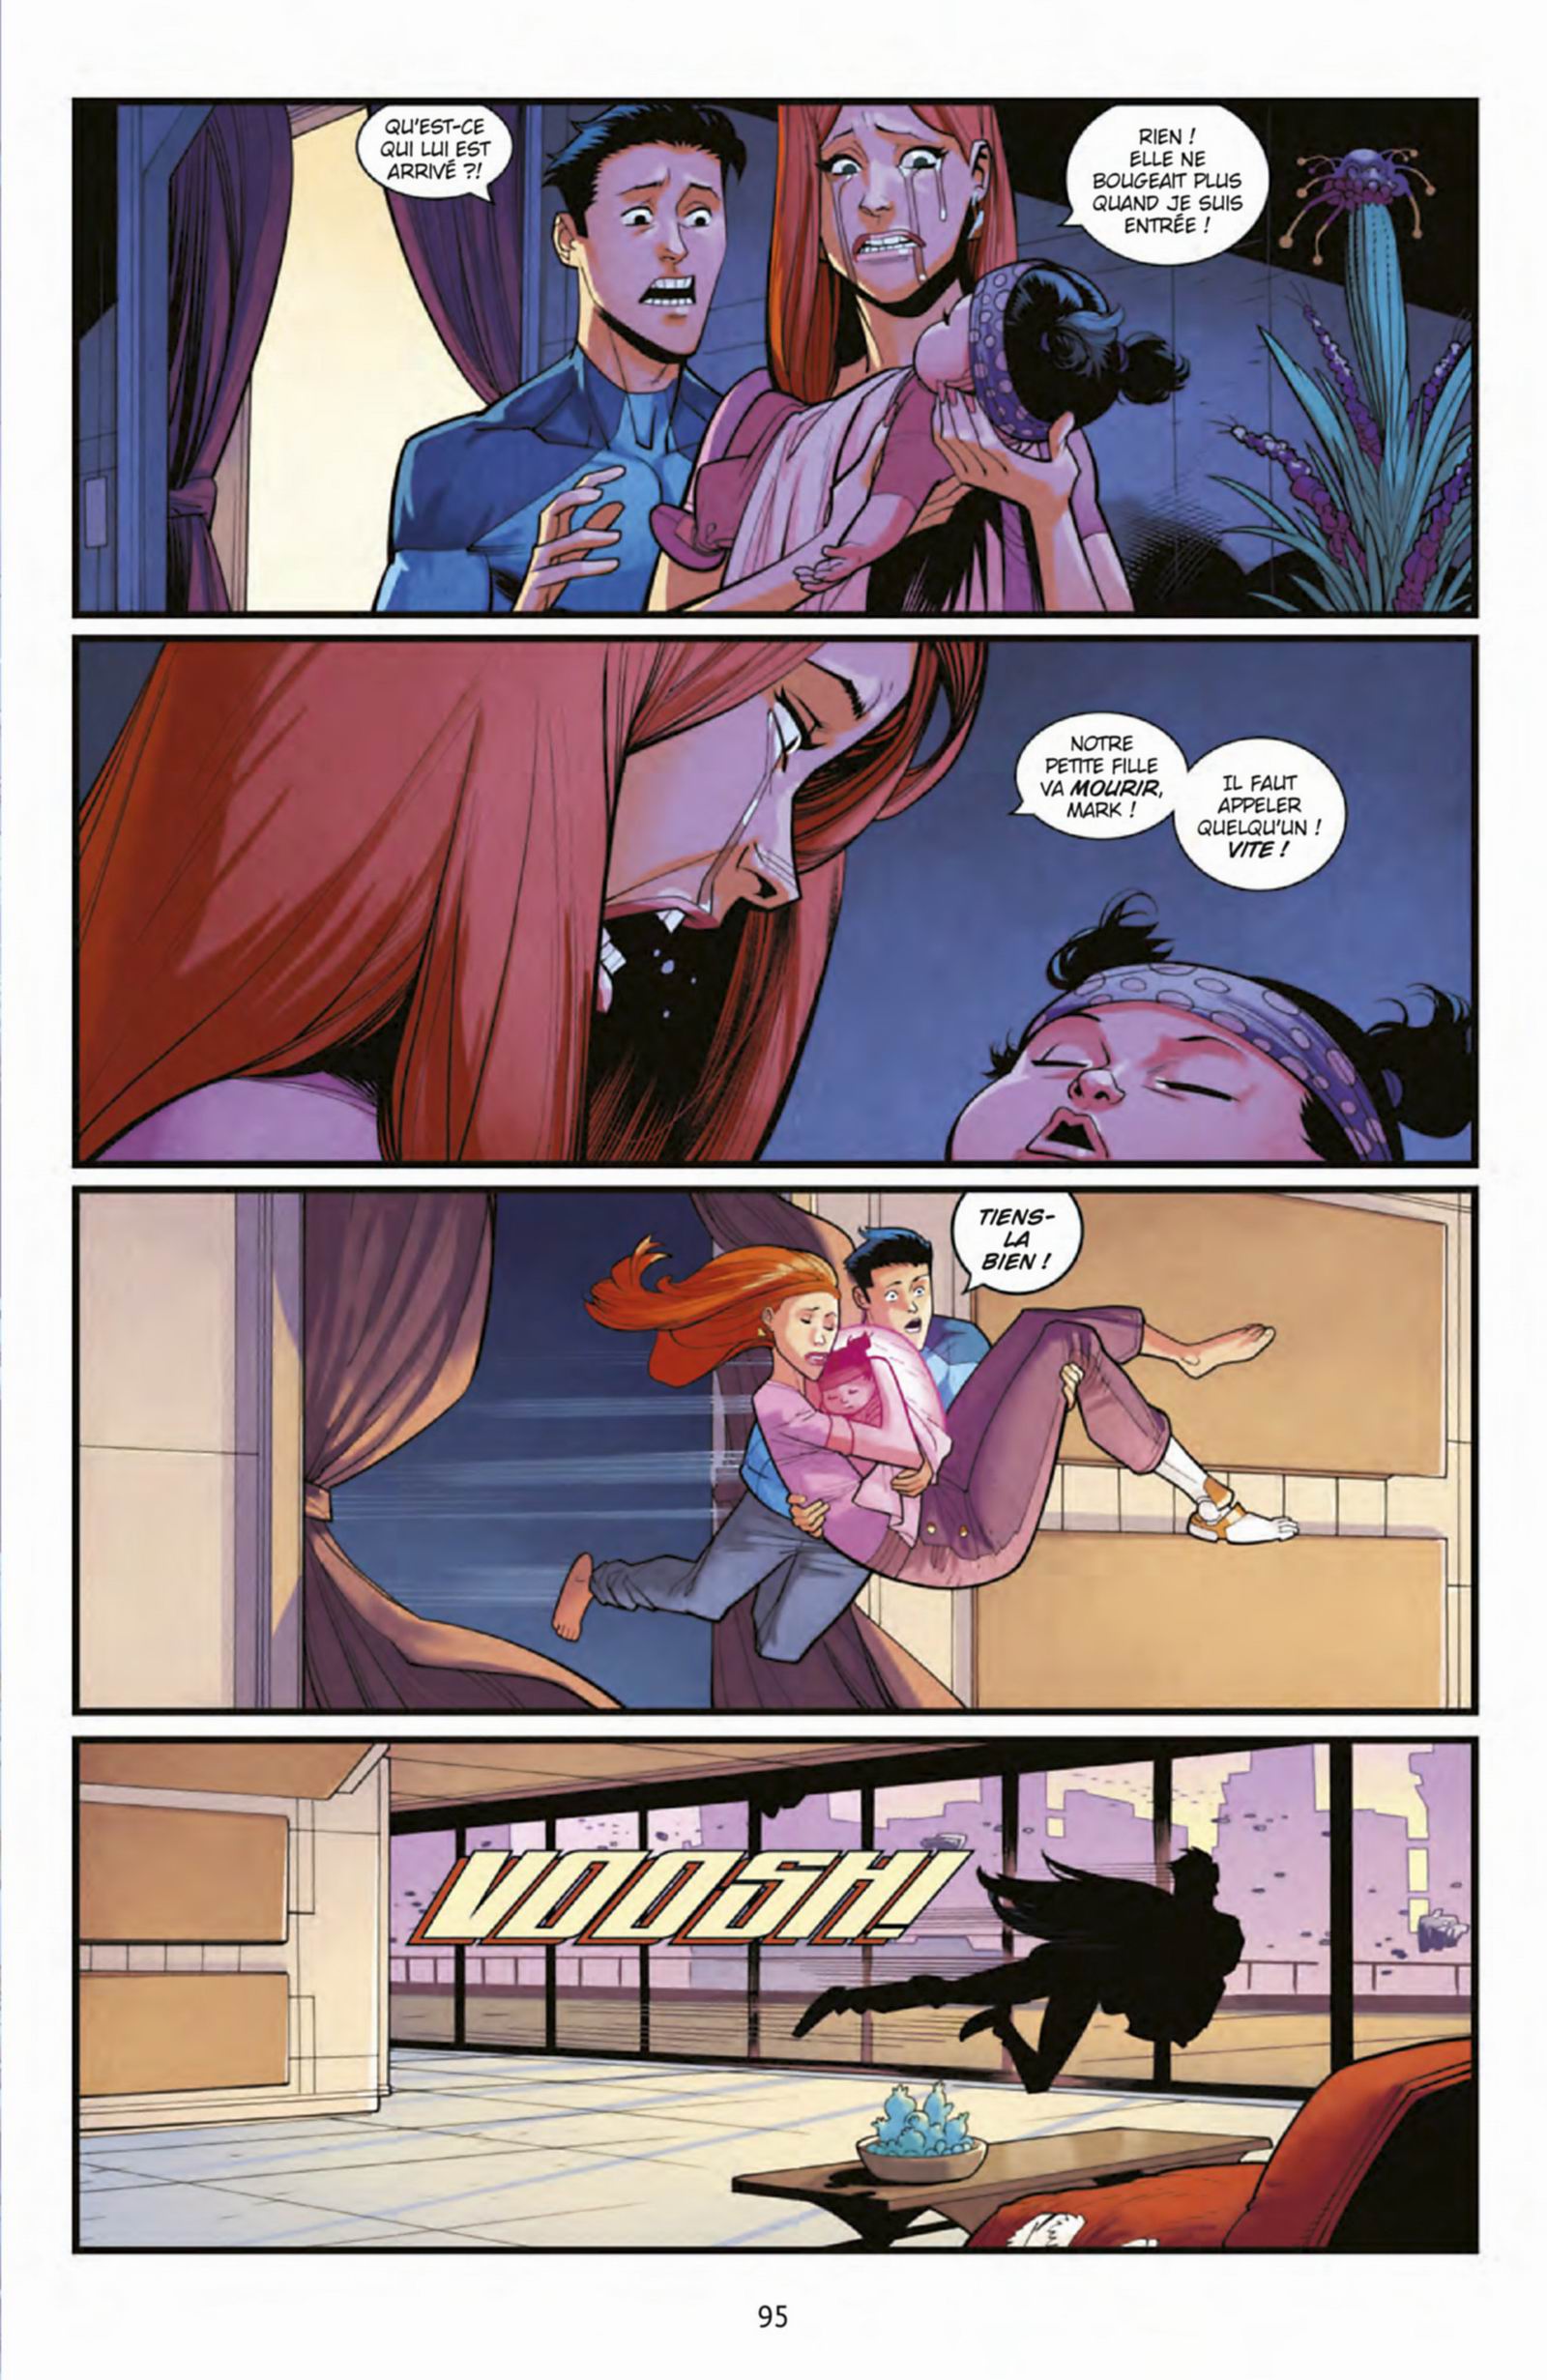 QU'EST-CE
QUI LUI EST
ARRIVÉ ?!
RIEN !
ELLE NE
BOUGEAIT PLUS
QUAND JE SUIS
ENTRÉE !
NOTRE
PETITE FILLE
VA MOURIR,
MARK !
IL FAUT
APPELER
QUELQU'UN !
VITE !
TIENS-
LA
BIEN !
VOOSH!
95